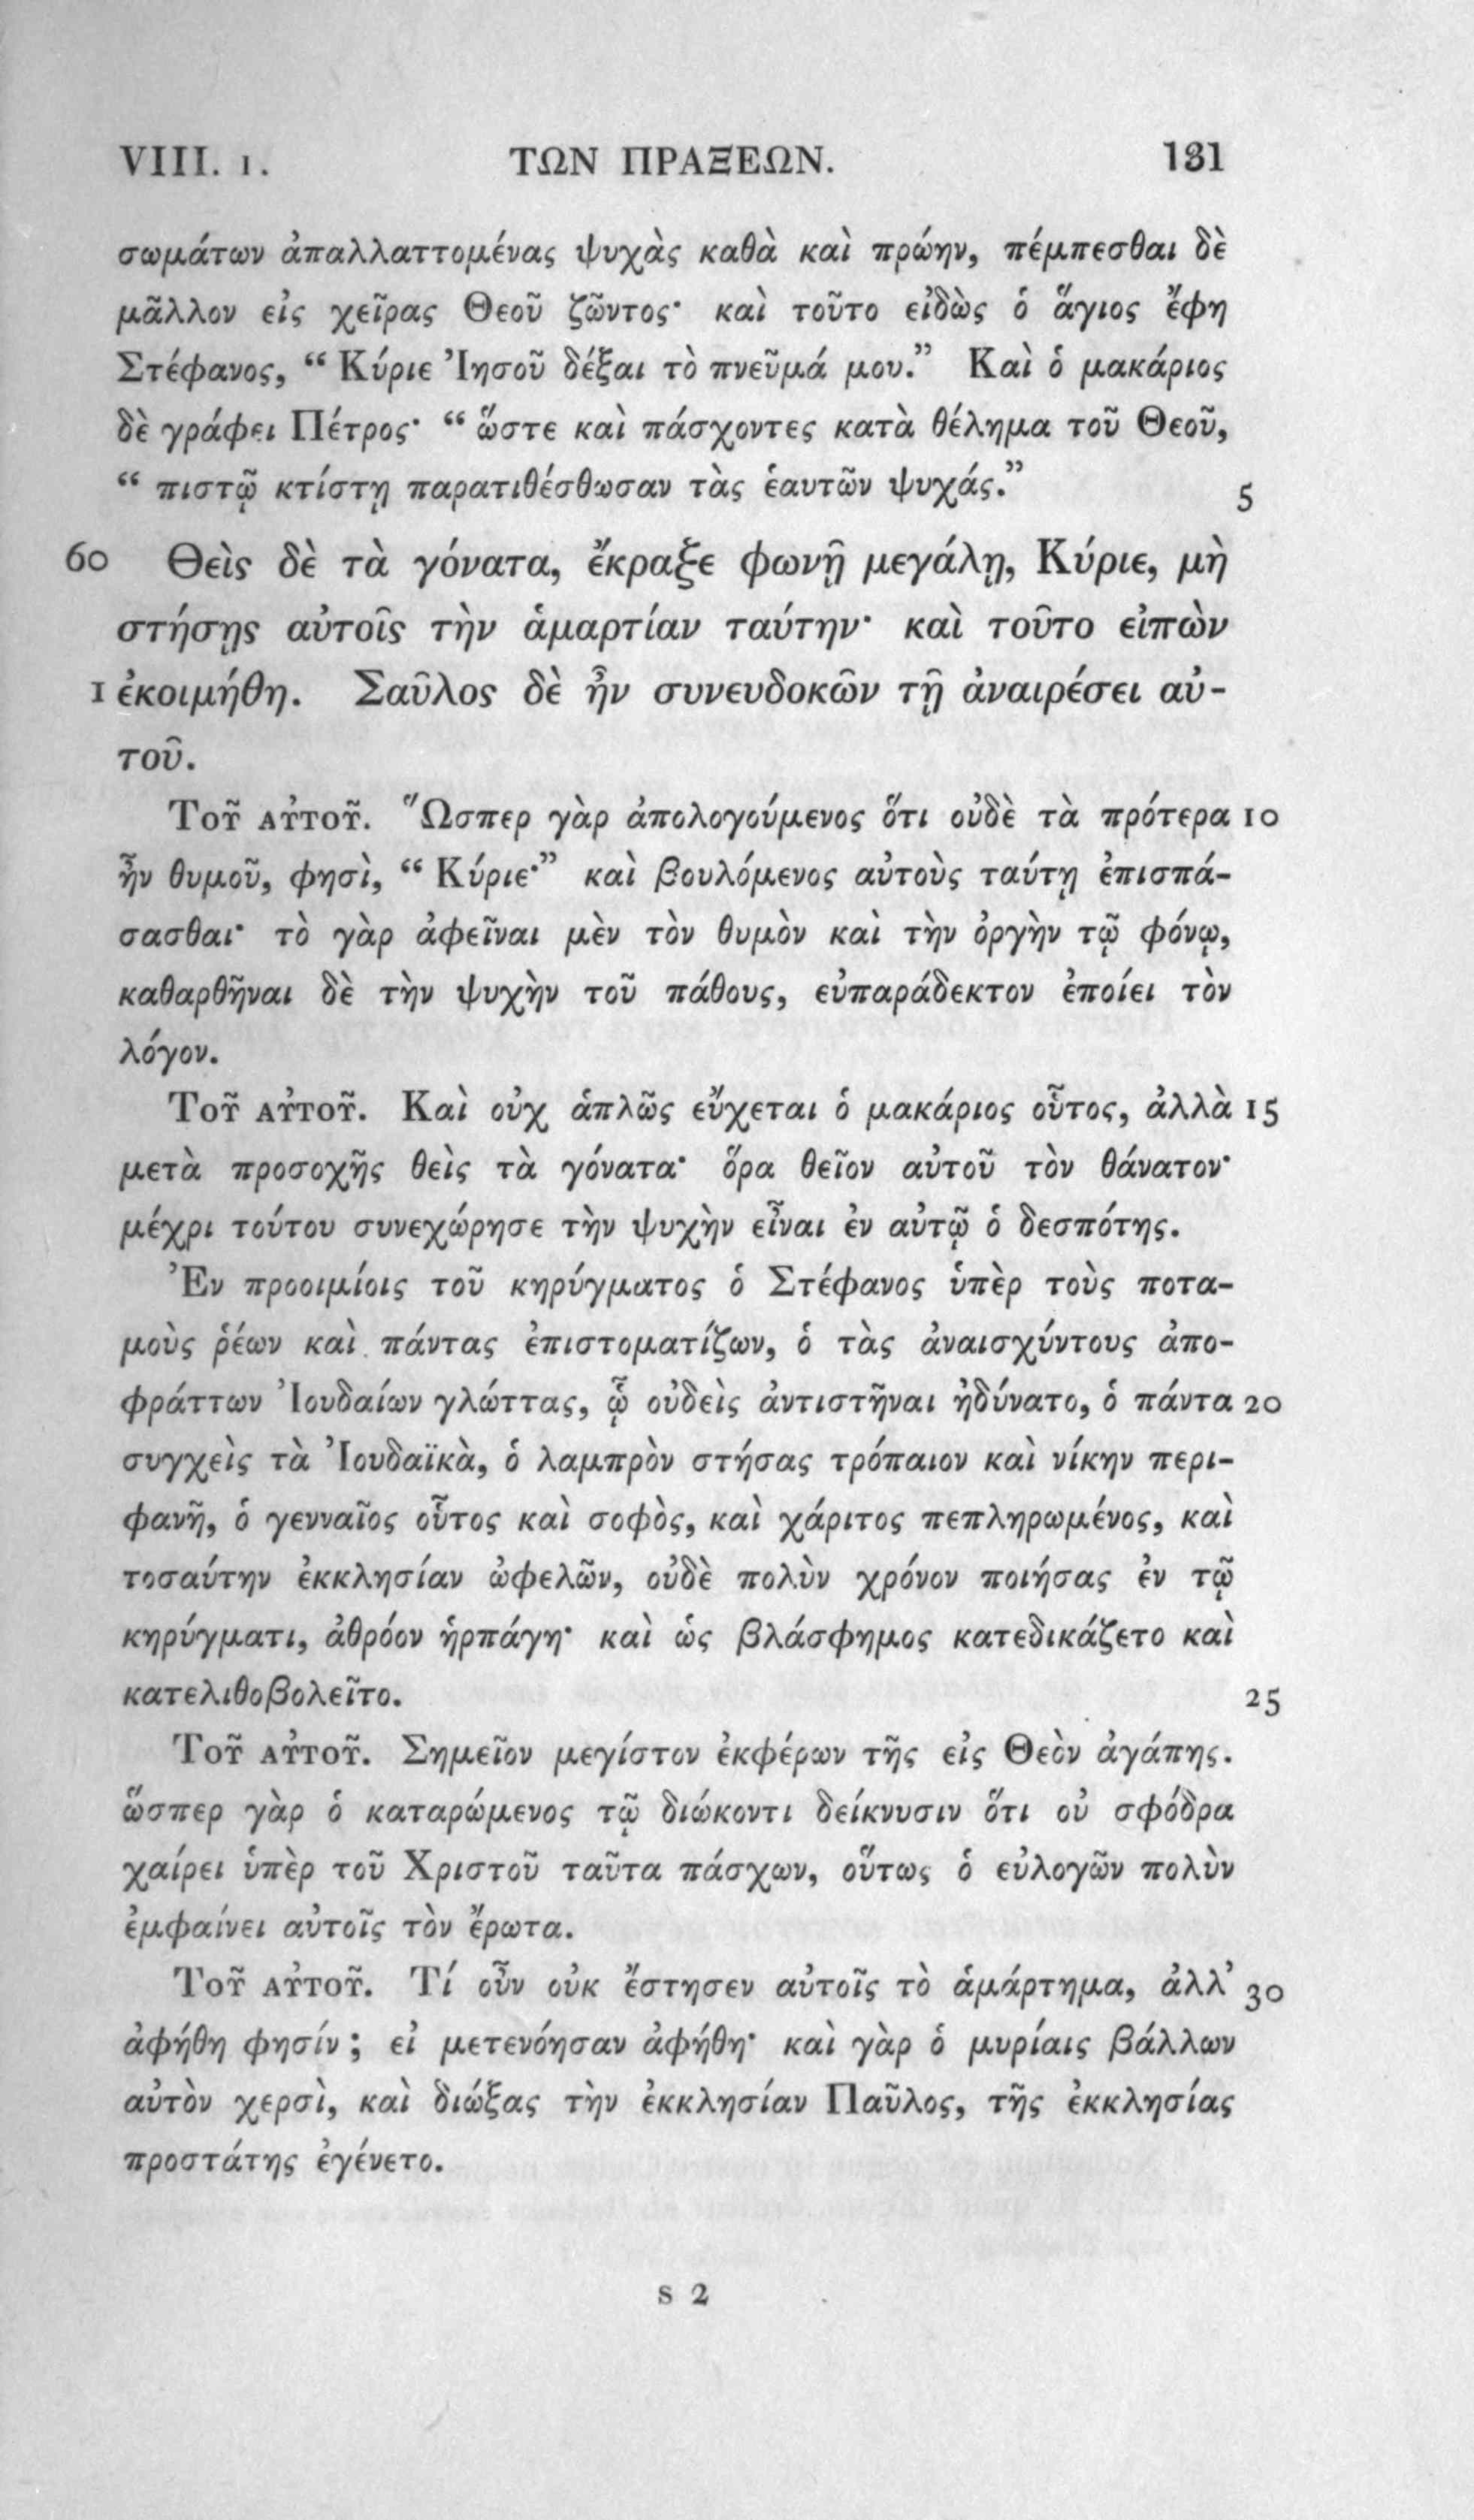 VIII. 1. ΤΩΝ ΠΡΑΞΕΩΝ. 131
σωμάτων ἀπαλλαττομένας ψυχὰς καθὰ καὶ πρώην, πέμπεσθαι δὲ
μᾶλλον εἰς χεῖρας Θεοῦ ζῶντος· καὶ τοῦτο εἰδὼς ὁ ἅγιος ἔφη
Στέφανος, “ Κύριε Ἰησοῦ δέξαι τὸ πνεῦμά μου.” Καὶ ὁ μακάριος
δὲ γράφει Πέτρος· “ ὥστε καὶ πάσχοντες κατὰ θέλημα τοῦ Θεοῦ,
“ πιστῷ κτίστῃ παρατιθέσθωσαν τὰς ἑαυτῶν ψυχάς.” 5
60 Θεὶς δὲ τὰ γόνατα, ἔκραξε φωνῇ μεγάλῃ, Κύριε, μὴ
στήσῃς αὐτοῖς τὴν ἁμαρτίαν ταύτην· καὶ τοῦτο εἰπὼν
1 ἐκοιμήθη. Σαῦλος δὲ ἦν συνευδοκῶν τῇ ἀναιρέσει αὐ-
τοῦ.
Τοῦ αὐτοῦ. Ὥσπερ γὰρ ἀπολογούμενος ὅτι οὐδὲ τὰ πρότερα 10
ἦν θυμοῦ, φησὶ, “ Κύριε·” καὶ βουλόμενος αὐτοὺς ταύτῃ ἐπισπά-
σασθαι· τὸ γὰρ ἀφεῖναι μὲν τὸν θυμὸν καὶ τὴν ὀργὴν τῷ φόνῳ,
καθαρθῆναι δὲ τὴν ψυχὴν τοῦ πάθους, εὐπαράδεκτον ἐποίει τὸν
λόγον.
Τοῦ αὐτοῦ. Καὶ οὐχ ἁπλῶς εὔχεται ὁ μακάριος οὗτος, ἀλλὰ 15
μετὰ προσοχῆς θεὶς τὰ γόνατα· ὅρα θεῖον αὐτοῦ τὸν θάνατον·
μέχρι τούτου συνεχώρησε τὴν ψυχὴν εἶναι ἐν αὐτῷ ὁ δεσπότης.
Ἐν προοιμίοις τοῦ κηρύγματος ὁ Στέφανος ὑπὲρ τοὺς ποτα-
μοὺς ῥέων καὶ πάντας ἐπιστοματίζων, ὁ τὰς ἀναισχύντους ἀπο-
φράττων Ἰουδαίων γλώττας, ᾧ οὐδεὶς ἀντιστῆναι ἠδύνατο, ὁ πάντα 20
συγχεὶς τὰ Ἰουδαϊκὰ, ὁ λαμπρὸν στήσας τρόπαιον καὶ νίκην περι-
φανῆ, ὁ γενναῖος οὗτος καὶ σοφὸς, καὶ χάριτος πεπληρωμένος, καὶ
τοσαύτην ἐκκλησίαν ὠφελῶν, οὐδὲ πολὺν χρόνον ποιήσας ἐν τῷ
κηρύγματι, ἀθρόον ἡρπάγη· καὶ ὡς βλάσφημος κατεδικάζετο καὶ
κατελιθοβολεῖτο. 25
Τοῦ αὐτοῦ. Σημεῖον μεγίστον ἐκφέρων τῆς εἰς Θεὸν ἀγάπης.
ὥσπερ γὰρ ὁ καταρώμενος τῷ διώκοντι δείκνυσιν ὅτι οὐ σφόδρα
χαίρει ὑπὲρ τοῦ Χριστοῦ ταῦτα πάσχων, οὕτως ὁ εὐλογῶν πολὺν
ἐμφαίνει αὐτοῖς τὸν ἔρωτα.
Τοῦ αὐτοῦ. Τί οὖν οὐκ ἔστησεν αὐτοῖς τὸ ἁμάρτημα, ἀλλ’ 30
ἀφήθη φησίν ; εἰ μετενόησαν ἀφήθη· καὶ γὰρ ὁ μυρίαις βάλλων
αὐτὸν χερσὶ, καὶ διώξας τὴν ἐκκλησίαν Παῦλος, τῆς ἐκκλησίας
προστάτης ἐγένετο.
s 2